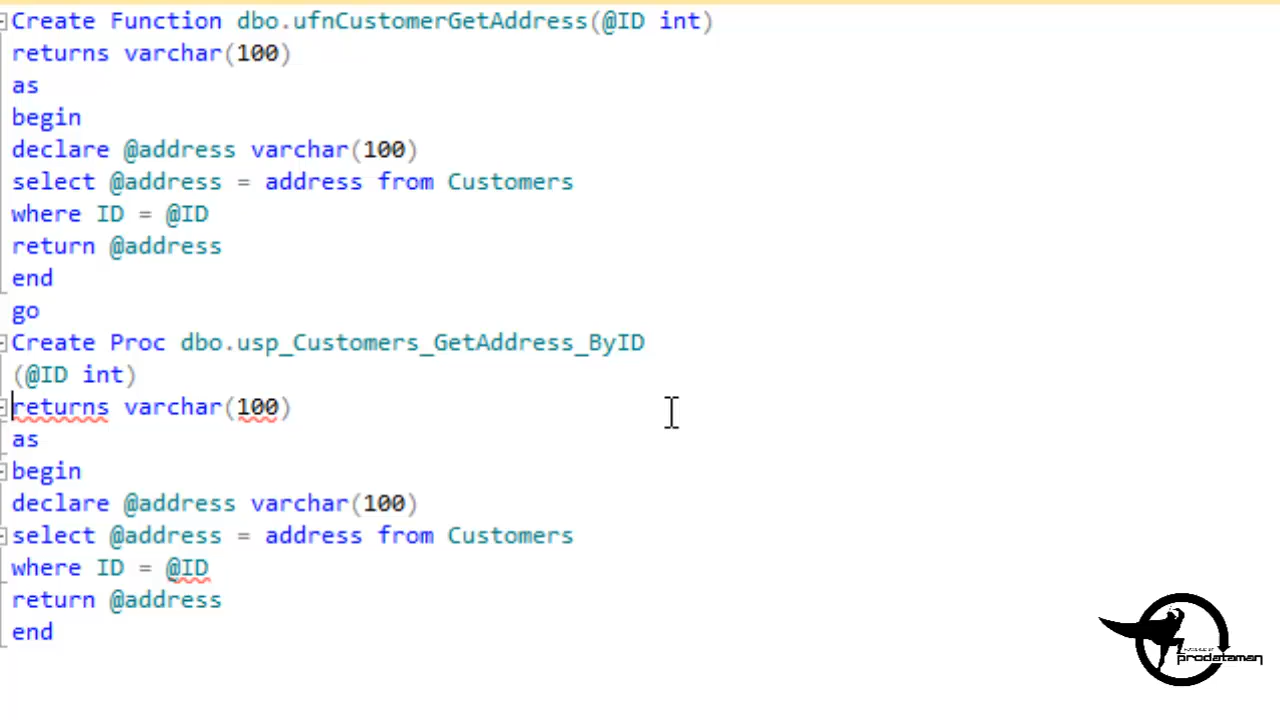 Create Function dbo.ufnCustomerGetAddress(@ID int)
returns varchar(100)
as
begin
declare @address varchar(100)
select @address = address from Customers
where ID = @ID
return @address
end
go
Create Proc dbo.usp_Customers_GetAddress_ByID
(@ID int)
returns varchar(100)
as
begin
declare @address varchar(100)
select @address = address from Customers
where ID = @ID
return @address
end
prodataman